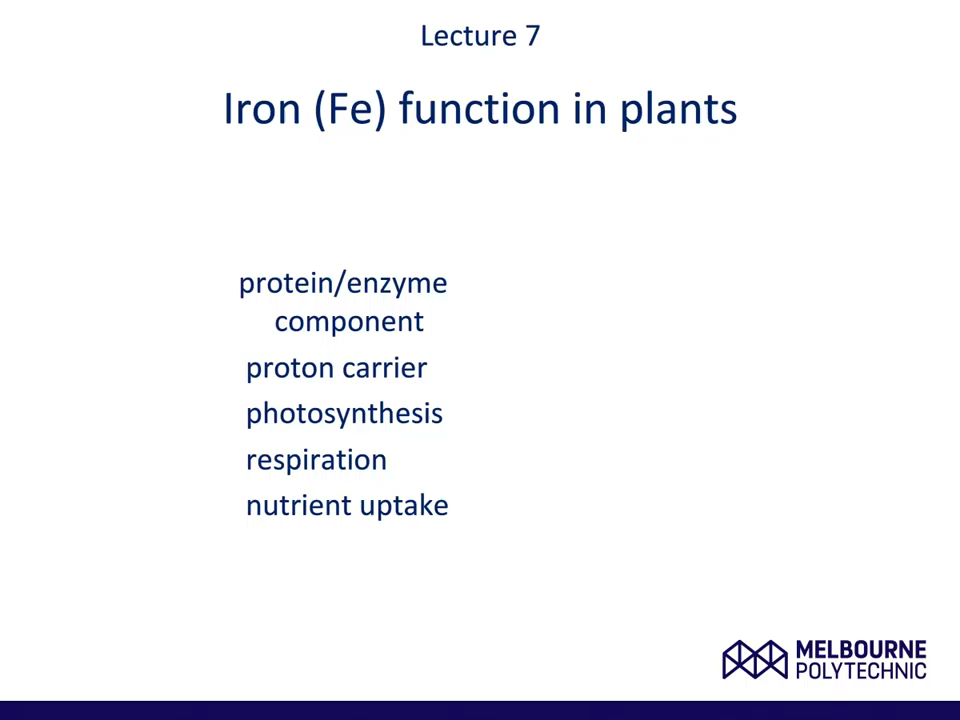 Lecture 7
Iron (Fe) function in plants
protein/enzyme
component
proton carrier
photosynthesis
respiration
nutrient uptake
MELBOURNE
POLYTECHNIC